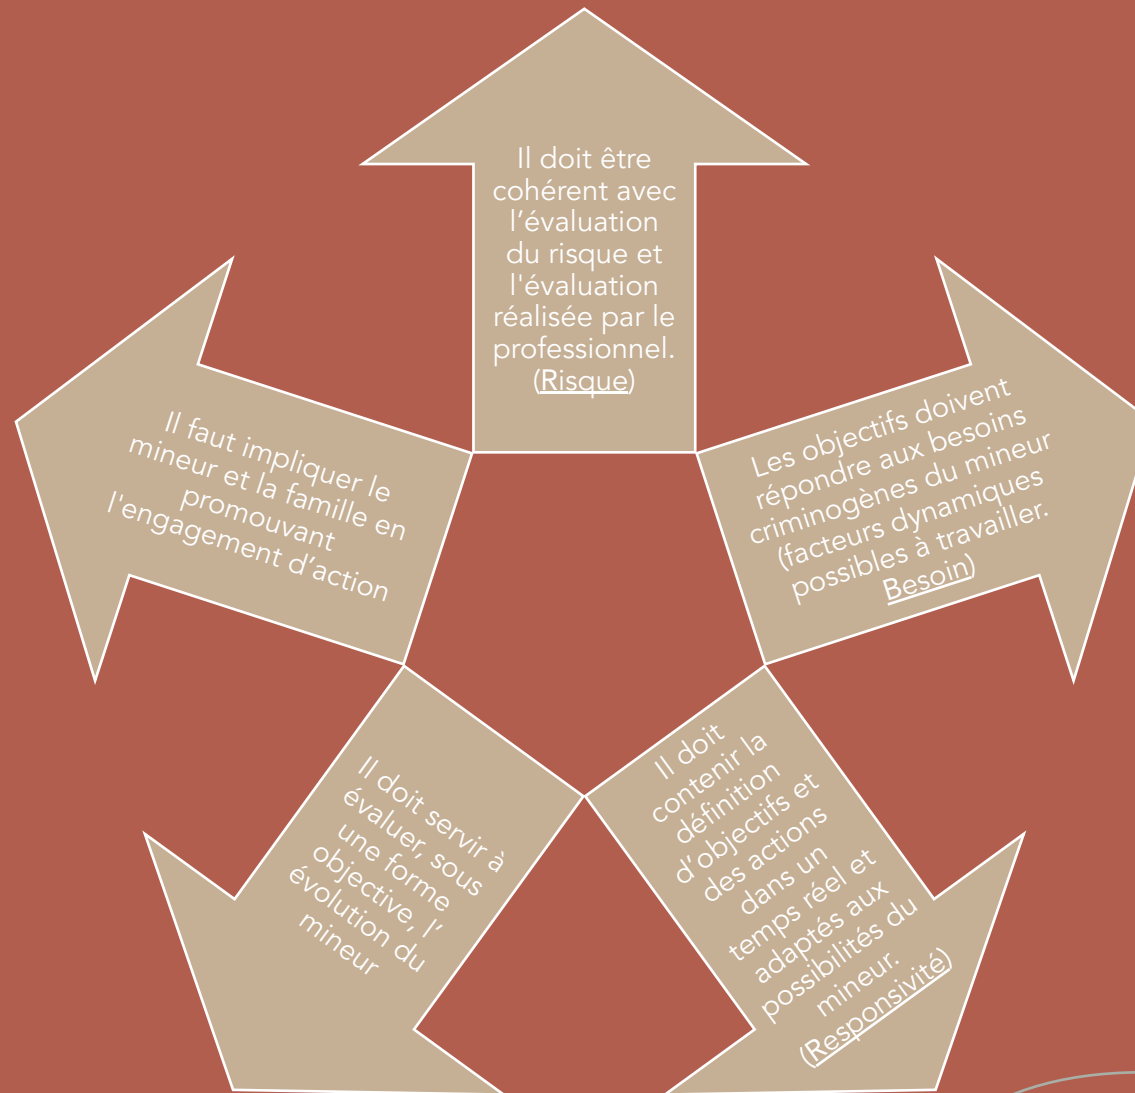 Il doit être
cohérent avec
l’évaluation
du risque et
l'évaluation
réalisée par le
professionnel.
(Risque)
Les objectifs doivent
répondre aux besoins
criminogènes du mineur
(facteurs dynamiques
possibles à travailler.
Besoin)
Il doit
contenir la
définition
d’objectifs et
des actions
dans un
temps réel et
adaptés aux
possibilités du
mineur.
(Responsivité)
Il doit servir à
évaluer, sous
une forme
objective, l’
évolution du
mineur
Il faut impliquer le
mineur et la famille en
promouvant
l'engagement d’action